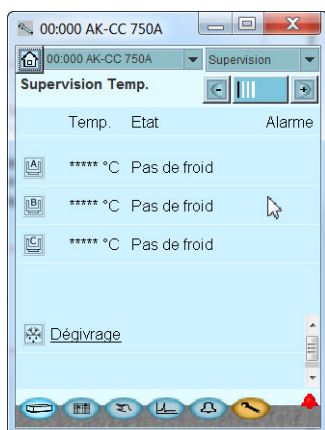 00:000 AK-CC 750A
00:000 AK-CC 750A Supervision
Supervision Temp.
Temp. Etat Alarme
A ***** °C Pas de froid
B ***** °C Pas de froid
C ***** °C Pas de froid
Dégivrage